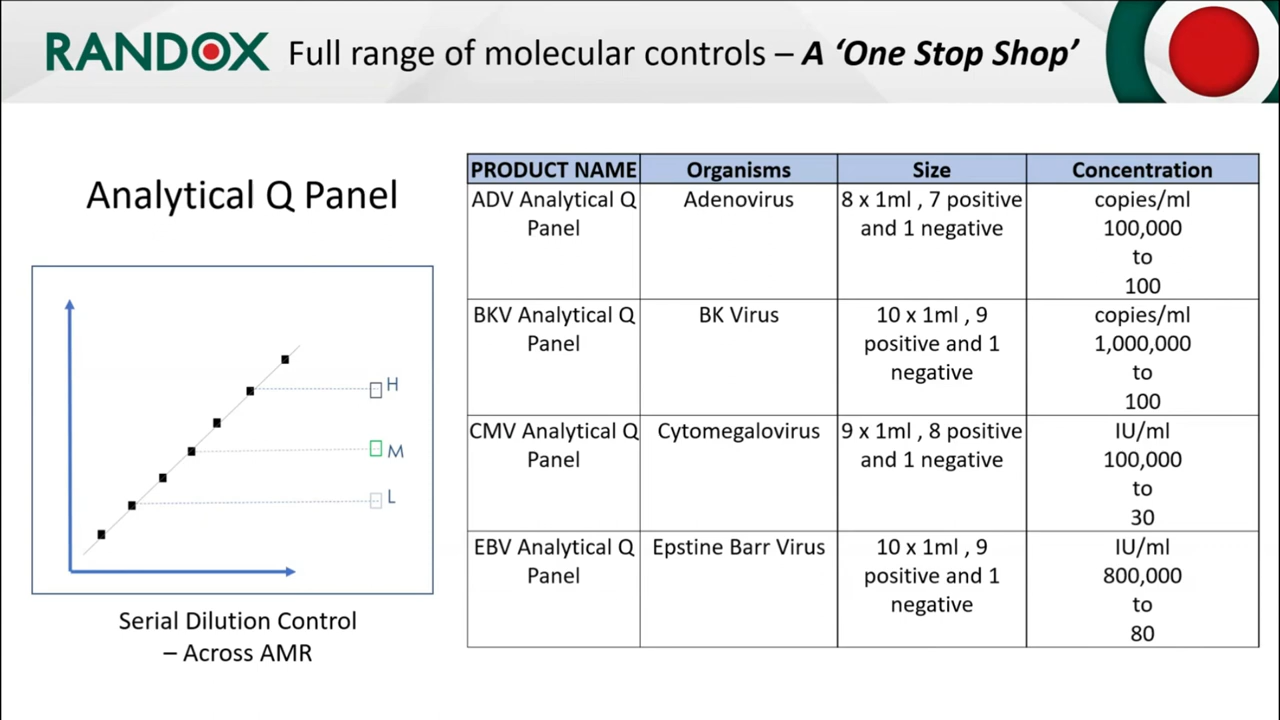 RANDOX Full range of molecular controls – A ‘One Stop Shop’
Analytical Q Panel
H
M
L
Serial Dilution Control
– Across AMR
PRODUCT NAME Organisms Size Concentration
ADV Analytical Q Adenovirus 8 x 1ml , 7 positive copies/ml
Panel and 1 negative 100,000
to
100
BKV Analytical Q BK Virus 10 x 1ml , 9 copies/ml
Panel positive and 1 1,000,000
negative to
100
CMV Analytical Q Cytomegalovirus 9 x 1ml , 8 positive IU/ml
Panel and 1 negative 100,000
to
30
EBV Analytical Q Epstine Barr Virus 10 x 1ml , 9 IU/ml
Panel positive and 1 800,000
negative to
80